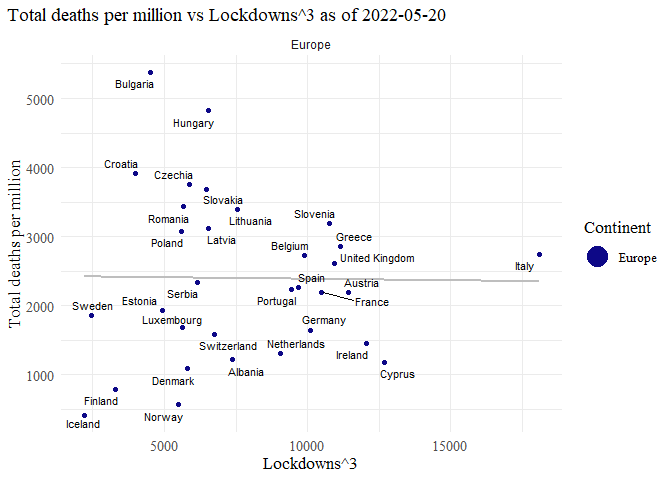 Total deaths per million vs Lockdowns^3 as of 2022-05-20
Europe
Total deaths per million
5000
4000
3000
2000
1000
Bulgaria
Hungary
Croatia
Czechia
Slovakia
Romania
Lithuania
Slovenia
Poland
Latvia
Greece
Belgium
United Kingdom
Italy
Spain
Austria
Serbia
Portugal
France
Sweden
Estonia
Luxembourg
Germany
Switzerland
Netherlands
Ireland
Albania
Cyprus
Denmark
Finland
Norway
Iceland
5000
10000
15000
Lockdowns^3
Continent
Europe